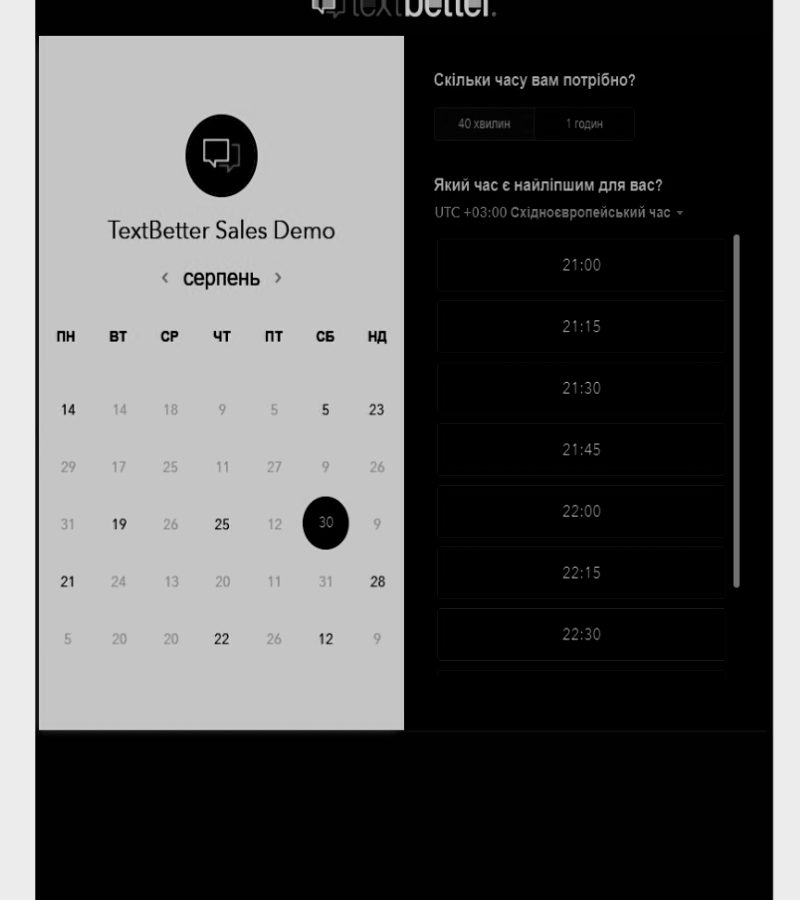 textbetter.
TextBetter Sales Demo
серпень
ПН ВТ СР ЧТ ПТ СБ НД
14 14 18 9 5 5 23
29 17 25 11 27 9 26
31 19 26 25 12 30 9
21 24 13 20 11 31 28
5 20 20 22 26 12 9
Скільки часу вам потрібно?
40 хвилин 1 годин
Який час є найліпшим для вас?
UTC +03:00 Східноєвропейський час
21:00
21:15
21:30
21:45
22:00
22:15
22:30